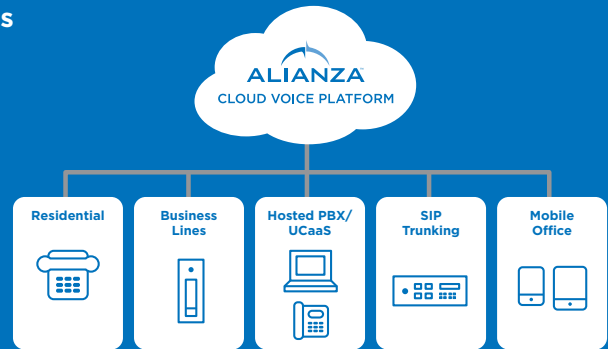 s
ALIANZA
CLOUD VOICE PLATFORM
Residential
Business
Lines
Hosted PBX/
UCaaS
SIP
Trunking
Mobile
Office